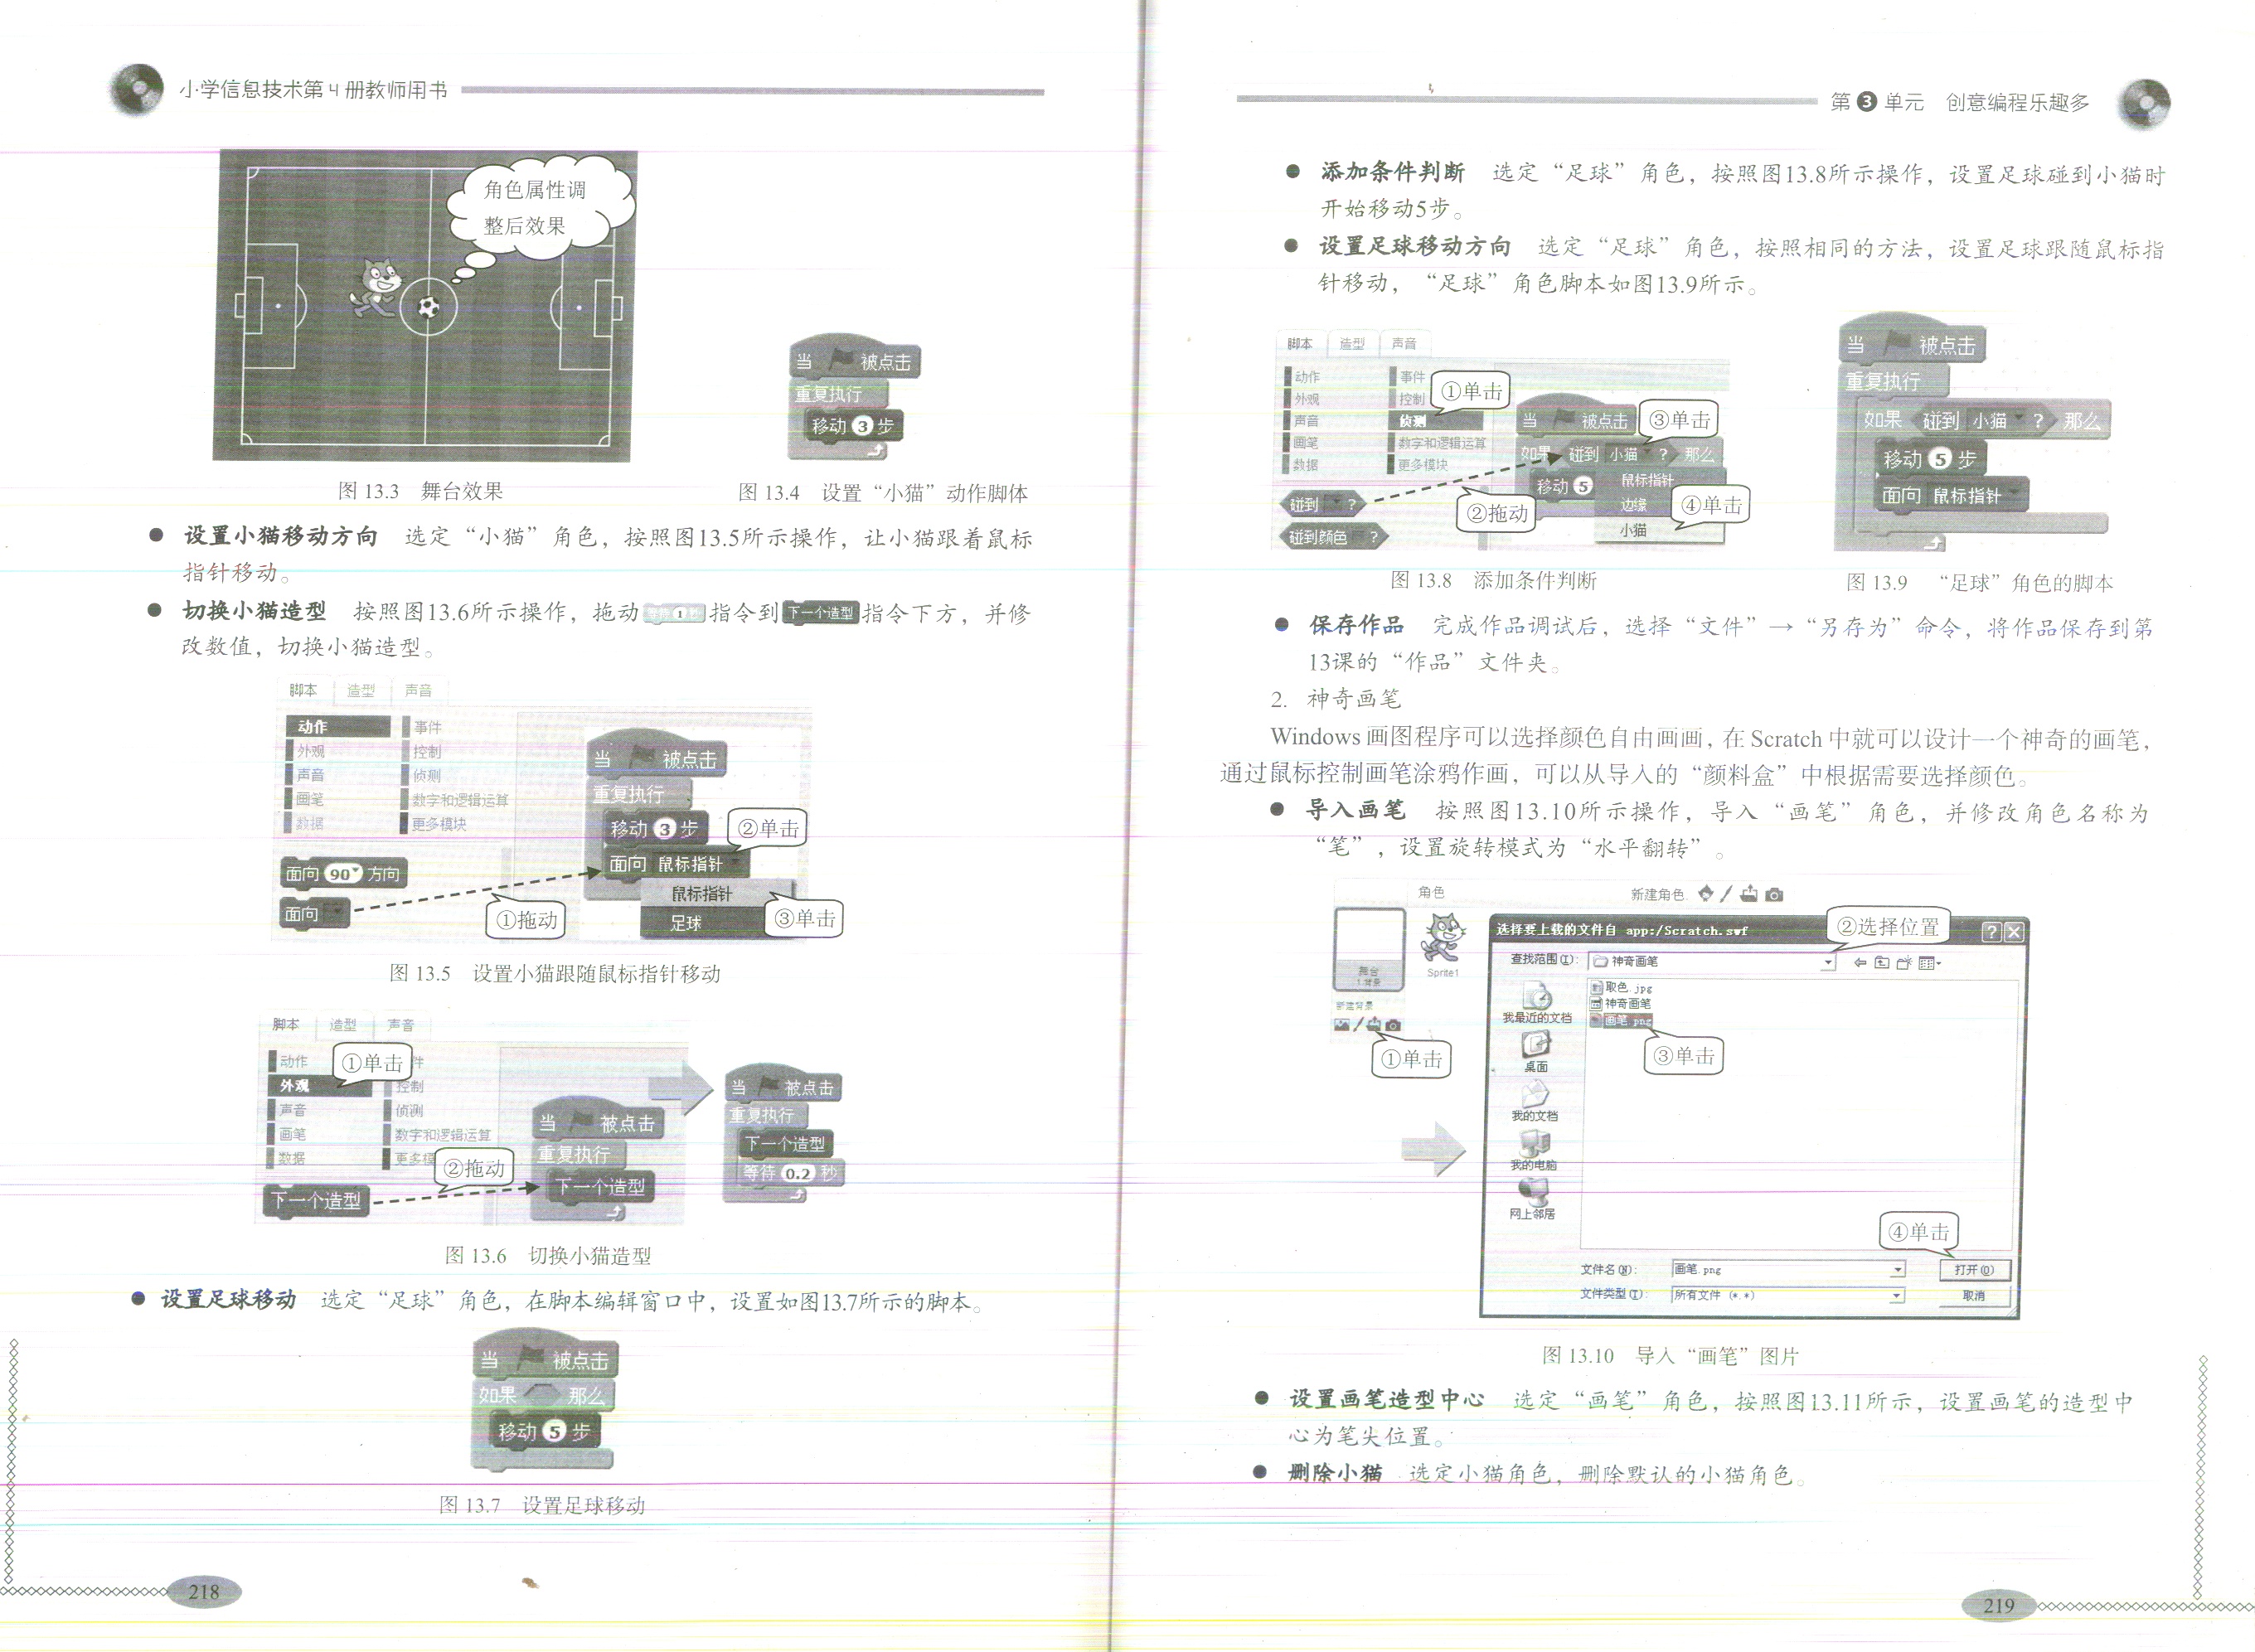 小学信息技术第4册教师用书
角色属性调
整后效果
当 被点击
重复执行
移动 3 步
图 13.3 舞台效果
图 13.4 设置“小猫”动作脚体
● 设置小猫移动方向 选定“小猫”角色，按照图13.5所示操作，让小猫跟着鼠标
指针移动。
● 切换小猫造型 按照图13.6所示操作，拖动 等待 1 秒 指令到 下一个造型 指令下方，并修
改数值，切换小猫造型。
脚本 造型 声音
动作 事件
外观 控制
声音 侦测
画笔 数字和逻辑运算
数据 更多模块
面向 90 方向
面向
当 被点击
重复执行
移动 3 步
面向 鼠标指针
鼠标指针
足球
①拖动
②单击
③单击
图 13.5 设置小猫跟随鼠标指针移动
脚本 造型 声音
动作 件
①单击
外观 控制
声音 侦测
画笔 数字和逻辑运算
数据 更多模
②拖动
下一个造型
当 被点击
重复执行
下一个造型
当 被点击
重复执行
下一个造型
等待 0.2 秒
图 13.6 切换小猫造型
● 设置足球移动 选定“足球”角色，在脚本编辑窗口中，设置如图13.7所示的脚本。
当 被点击
如果 那么
移动 5 步
图 13.7 设置足球移动
218
第 3 单元 创意编程乐趣多
● 添加条件判断 选定“足球”角色，按照图13.8所示操作，设置足球碰到小猫时
开始移动5步。
● 设置足球移动方向 选定“足球”角色，按照相同的方法，设置足球跟随鼠标指
针移动，“足球”角色脚本如图13.9所示。
脚本 造型 声音
动作 事件
外观 控制
声音 侦测
画笔 数字和逻辑运算
数据 更多模块
碰到 ?
碰到颜色 ?
①单击
②拖动
③单击
④单击
当 被点击
如果 碰到 小猫 ? 那么
移动 5
鼠标指针
边缘
小猫
当 被点击
重复执行
如果 碰到 小猫 ? 那么
移动 5 步
面向 鼠标指针
图 13.8 添加条件判断
图 13.9 “足球”角色的脚本
● 保存作品 完成作品调试后，选择“文件”→“另存为”命令，将作品保存到第
13课的“作品”文件夹。
2. 神奇画笔
Windows 画图程序可以选择颜色自由画画，在 Scratch 中就可以设计一个神奇的画笔，
通过鼠标控制画笔涂鸦作画，可以从导入的“颜料盒”中根据需要选择颜色。
● 导入画笔 按照图13.10所示操作，导入“画笔”角色，并修改角色名称为
“笔”，设置旋转模式为“水平翻转”。
角色 新建角色:
舞台
1 背景
Sprite1
新建背景
①单击
选择要上载的文件自 app:/Scratch.swf
②选择位置
查找范围(I): 神奇画笔
取色.jpg
神奇画笔
画笔.png
③单击
我最近的文档
桌面
我的文档
我的电脑
网上邻居
④单击
文件名(N): 画笔.png 打开(O)
文件类型(T): 所有文件 (*.*) 取消
图 13.10 导入“画笔”图片
● 设置画笔造型中心 选定“画笔”角色，按照图13.11所示，设置画笔的造型中
心为笔尖位置。
● 删除小猫 选定小猫角色，删除默认的小猫角色。
219